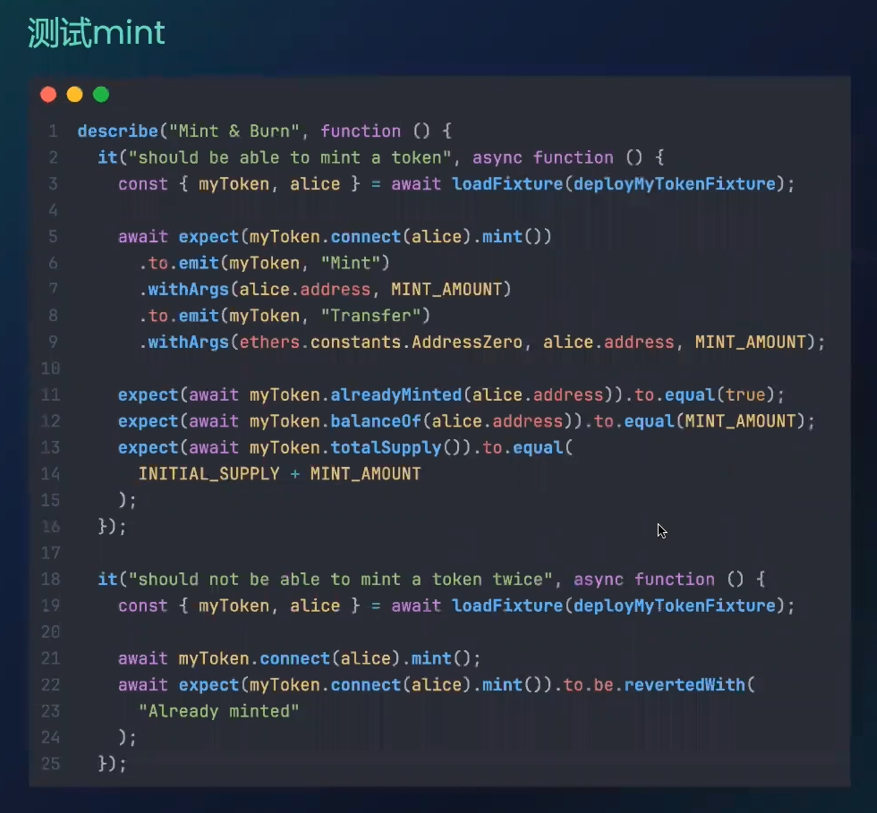 测试mint
1 describe("Mint & Burn", function () {
2 it("should be able to mint a token", async function () {
3 const { myToken, alice } = await loadFixture(deployMyTokenFixture);
4
5 await expect(myToken.connect(alice).mint())
6 .to.emit(myToken, "Mint")
7 .withArgs(alice.address, MINT_AMOUNT)
8 .to.emit(myToken, "Transfer")
9 .withArgs(ethers.constants.AddressZero, alice.address, MINT_AMOUNT);
10
11 expect(await myToken.alreadyMinted(alice.address)).to.equal(true);
12 expect(await myToken.balanceOf(alice.address)).to.equal(MINT_AMOUNT);
13 expect(await myToken.totalSupply()).to.equal(
14 INITIAL_SUPPLY + MINT_AMOUNT
15 );
16 });
17
18 it("should not be able to mint a token twice", async function () {
19 const { myToken, alice } = await loadFixture(deployMyTokenFixture);
20
21 await myToken.connect(alice).mint();
22 await expect(myToken.connect(alice).mint()).to.be.revertedWith(
23 "Already minted"
24 );
25 });